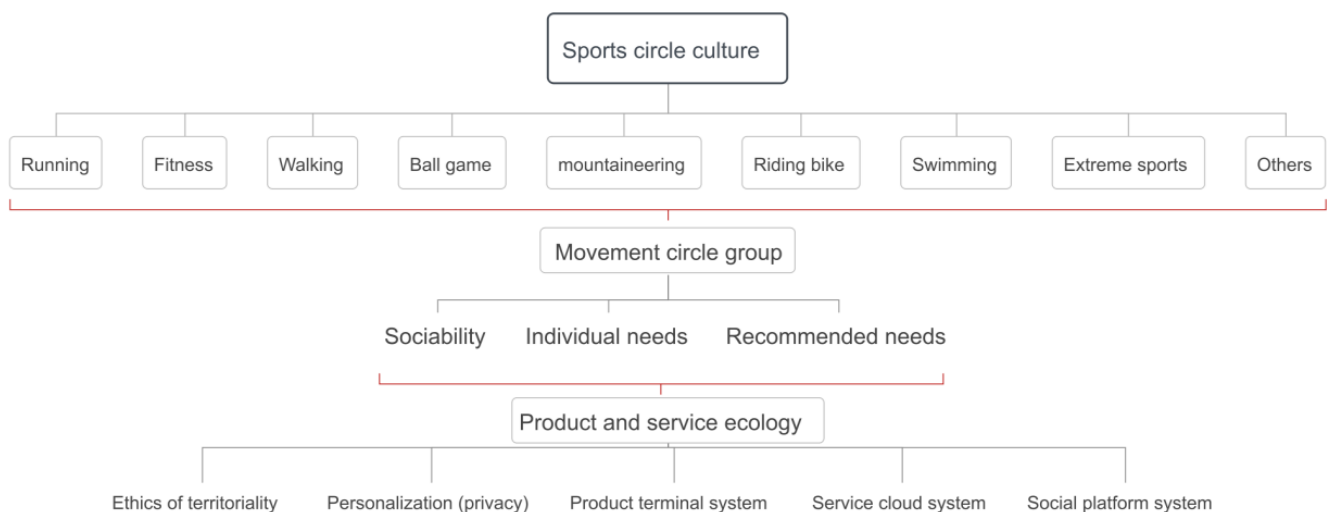 Sports circle culture
Running
Fitness
Walking
Ball game
mountaineering
Riding bike
Swimming
Extreme sports
Others
Movement circle group
Sociability
Individual needs
Recommended needs
Product and service ecology
Ethics of territoriality
Personalization (privacy)
Product terminal system
Service cloud system
Social platform system